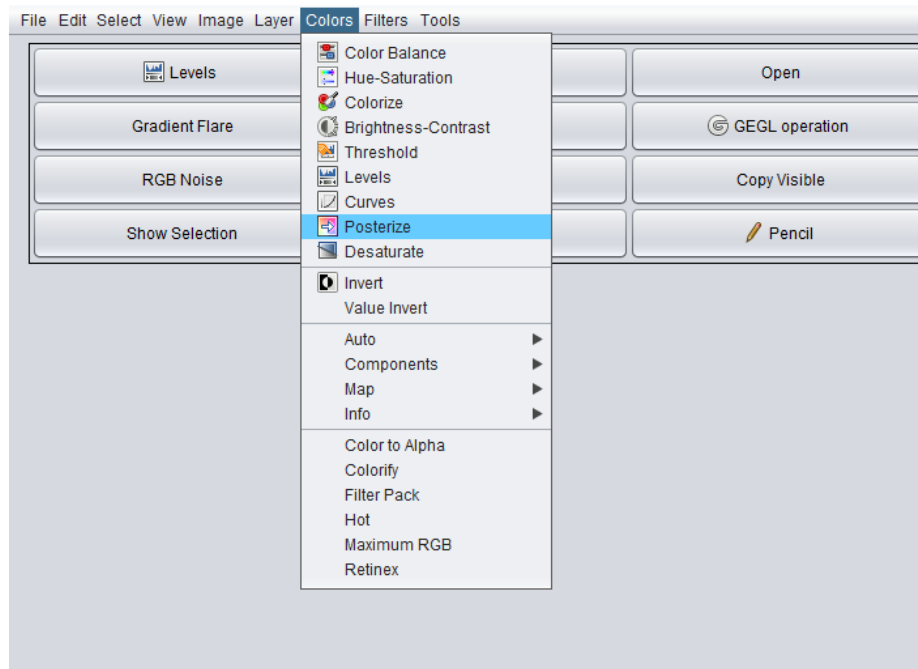 File Edit Select View Image Layer Colors Filters Tools
Levels
Open
Gradient Flare
GEGL operation
RGB Noise
Copy Visible
Show Selection
Pencil
Color Balance
Hue-Saturation
Colorize
Brightness-Contrast
Threshold
Levels
Curves
Posterize
Desaturate
Invert
Value Invert
Auto
Components
Map
Info
Color to Alpha
Colorify
Filter Pack
Hot
Maximum RGB
Retinex